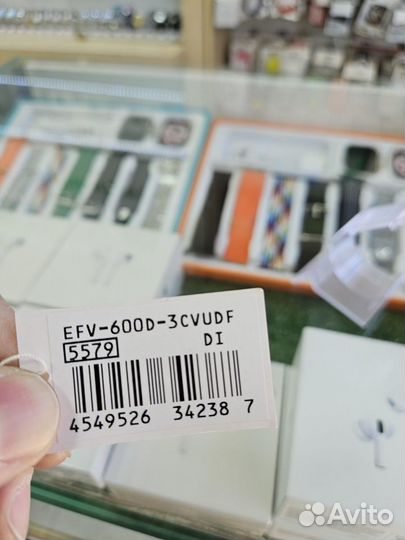 EFV-600D-3CVUDF
5579 DI
4549526 34238 7
Avito